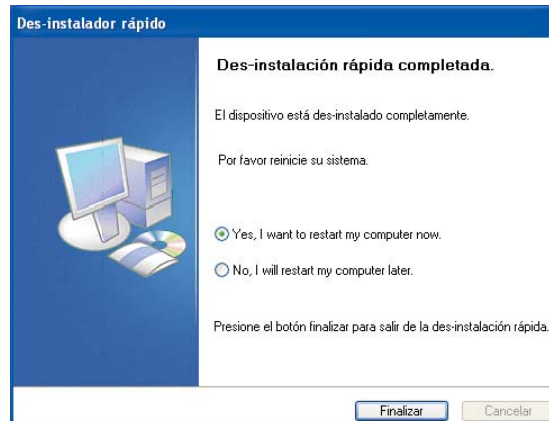 Des-instalador rápido
Des-instalación rápida completada.
El dispositivo está des-instalado completamente.
Por favor reinicie su sistema.
Yes, I want to restart my computer now.
No, I will restart my computer later.
Presione el botón finalizar para salir de la des-instalación rápida.
Finalizar
Cancelar